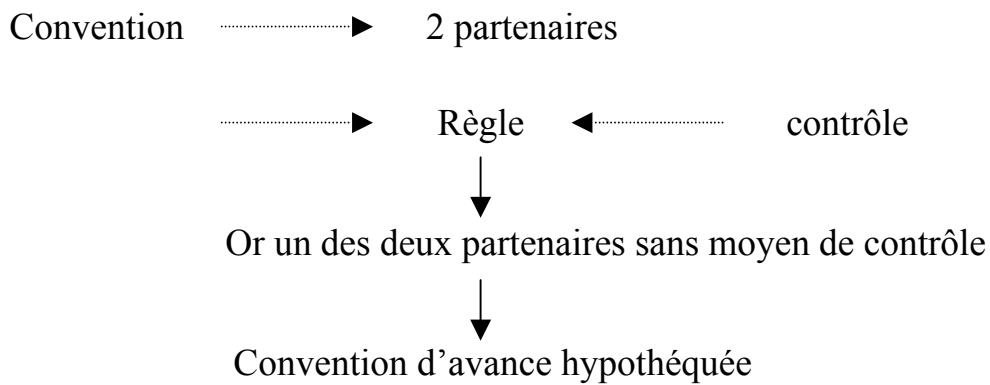 Convention 2 partenaires
Règle contrôle
Or un des deux partenaires sans moyen de contrôle
Convention d’avance hypothéquée